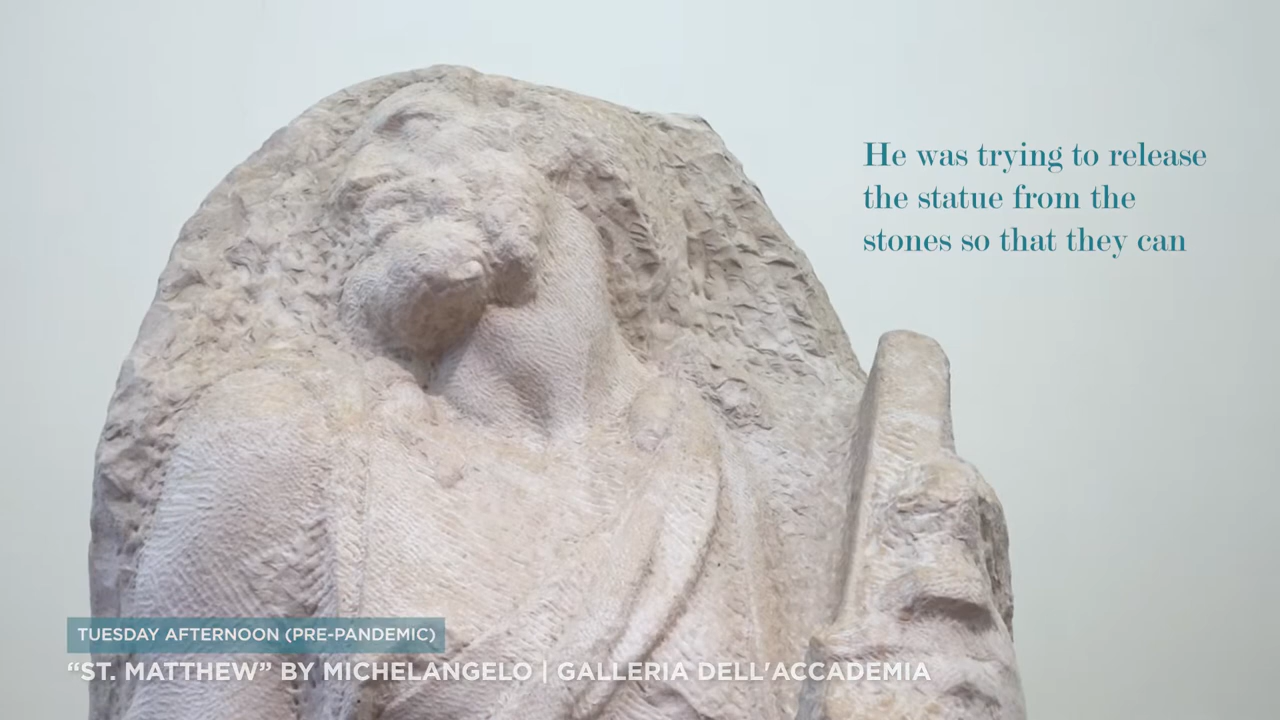 He was trying to release
the statue from the
stones so that they can
TUESDAY AFTERNOON (PRE-PANDEMIC)
“ST. MATTHEW” BY MICHELANGELO | GALLERIA DELL'ACCADEMIA